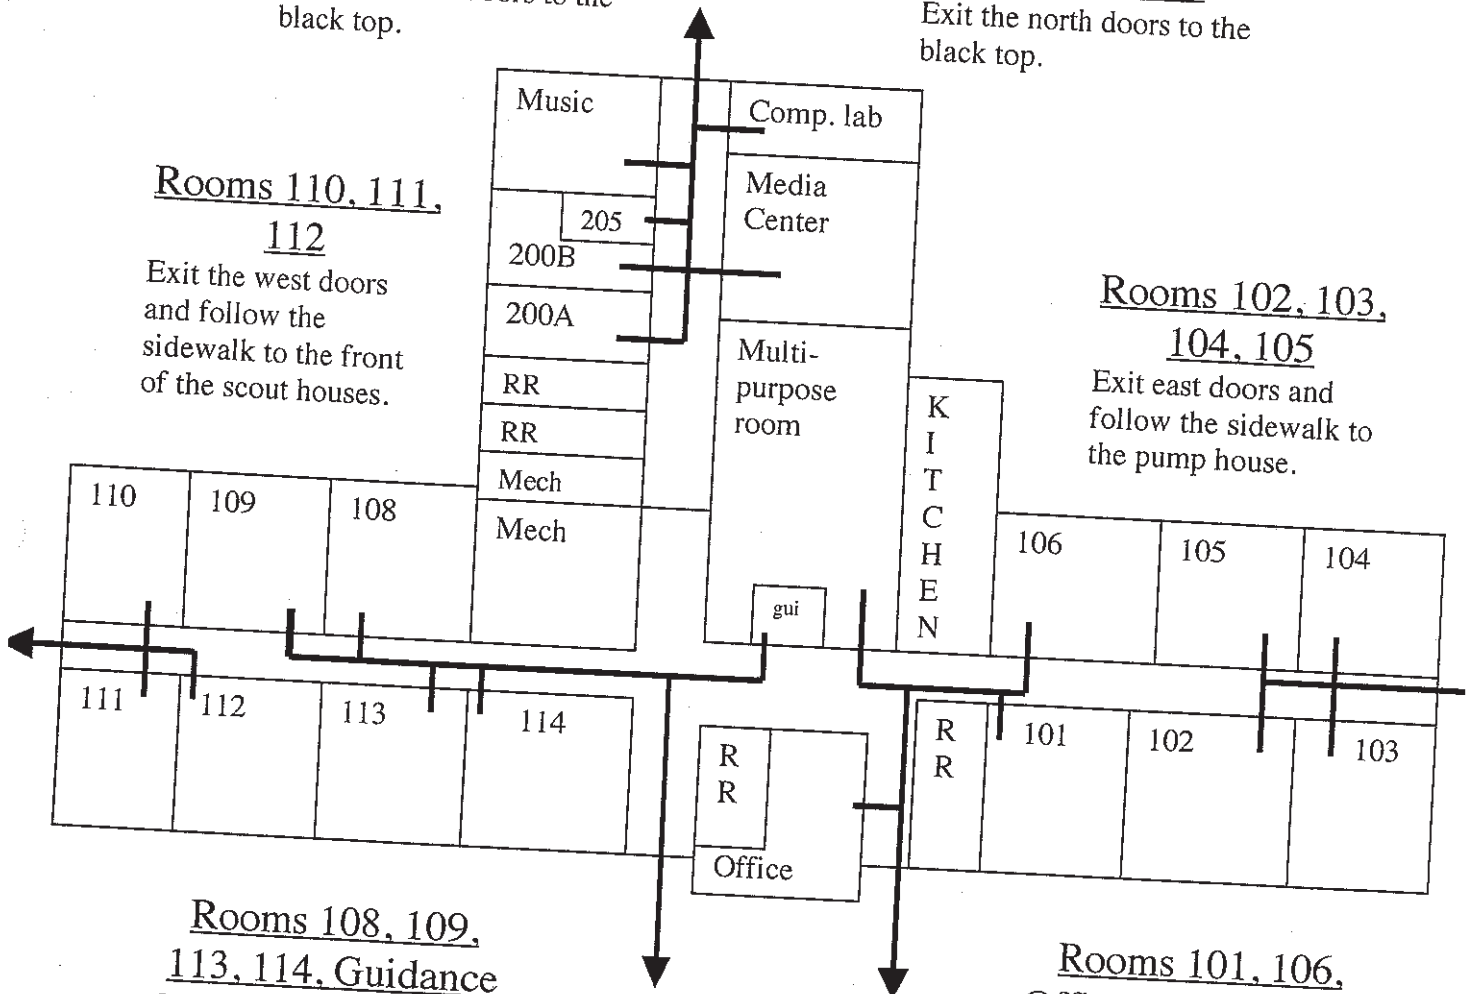 black top.
to the
Exit the north doors to the
black top.
Music
Comp. lab
Rooms 110, 111,
112
Exit the west doors
and follow the
sidewalk to the front
of the scout houses.
205
200B
200A
RR
RR
Mech
Mech
Media
Center
Multi-
purpose
room
gui
K
I
T
C
H
E
N
Rooms 102, 103,
104, 105
Exit east doors and
follow the sidewalk to
the pump house.
110
109
108
106
105
104
111
112
113
114
R
R
Office
R
R
101
102
103
Rooms 108, 109,
113, 114, Guidance
Rooms 101, 106,